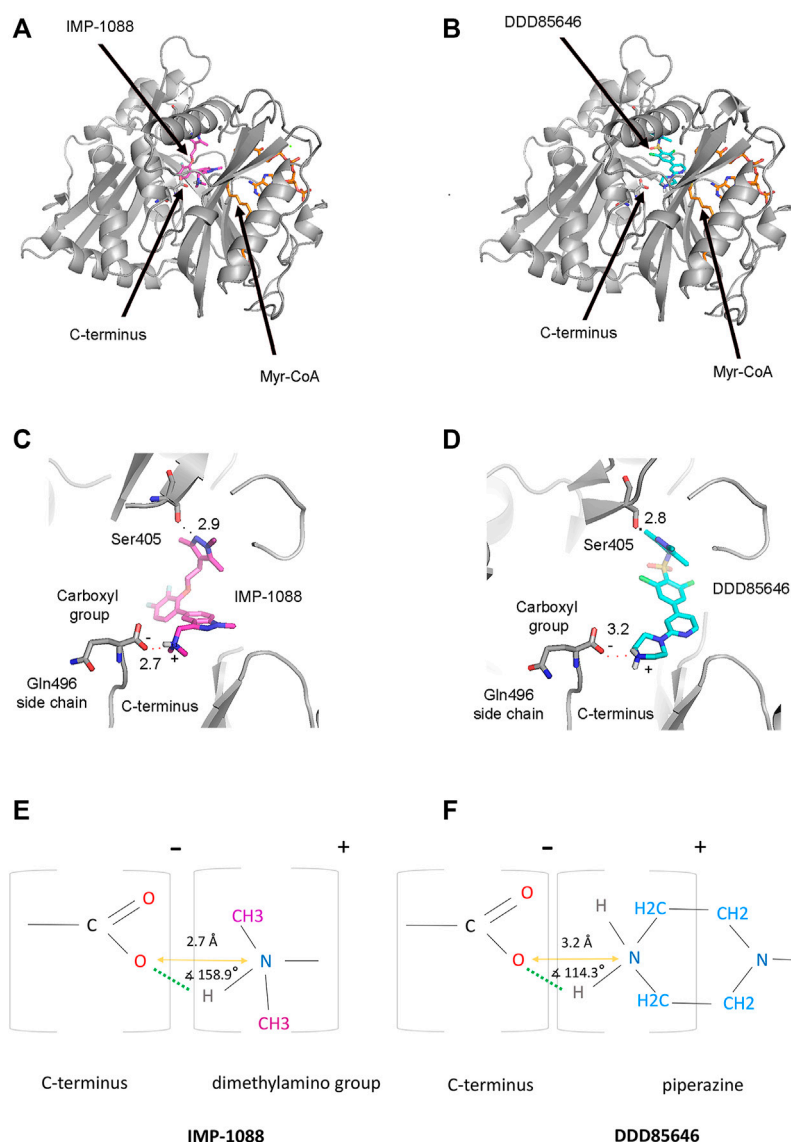 A
IMP-1088
C-terminus
Myr-CoA
B
DDD85646
C-terminus
Myr-CoA
C
2.9
Ser405
IMP-1088
Carboxyl
group
-
2.7
+
Gln496
side chain
C-terminus
D
2.8
Ser405
DDD85646
Carboxyl
group
3.2
-
+
Gln496
side chain
C-terminus
E
–
+
O
C
CH3
2.7 Å
O
N
∡ 158.9°
H
CH3
C-terminus
dimethylamino group
IMP-1088
F
–
+
O
C
H
H2C
CH2
3.2 Å
O
N
N
∡ 114.3°
H
H2C
CH2
C-terminus
piperazine
DDD85646